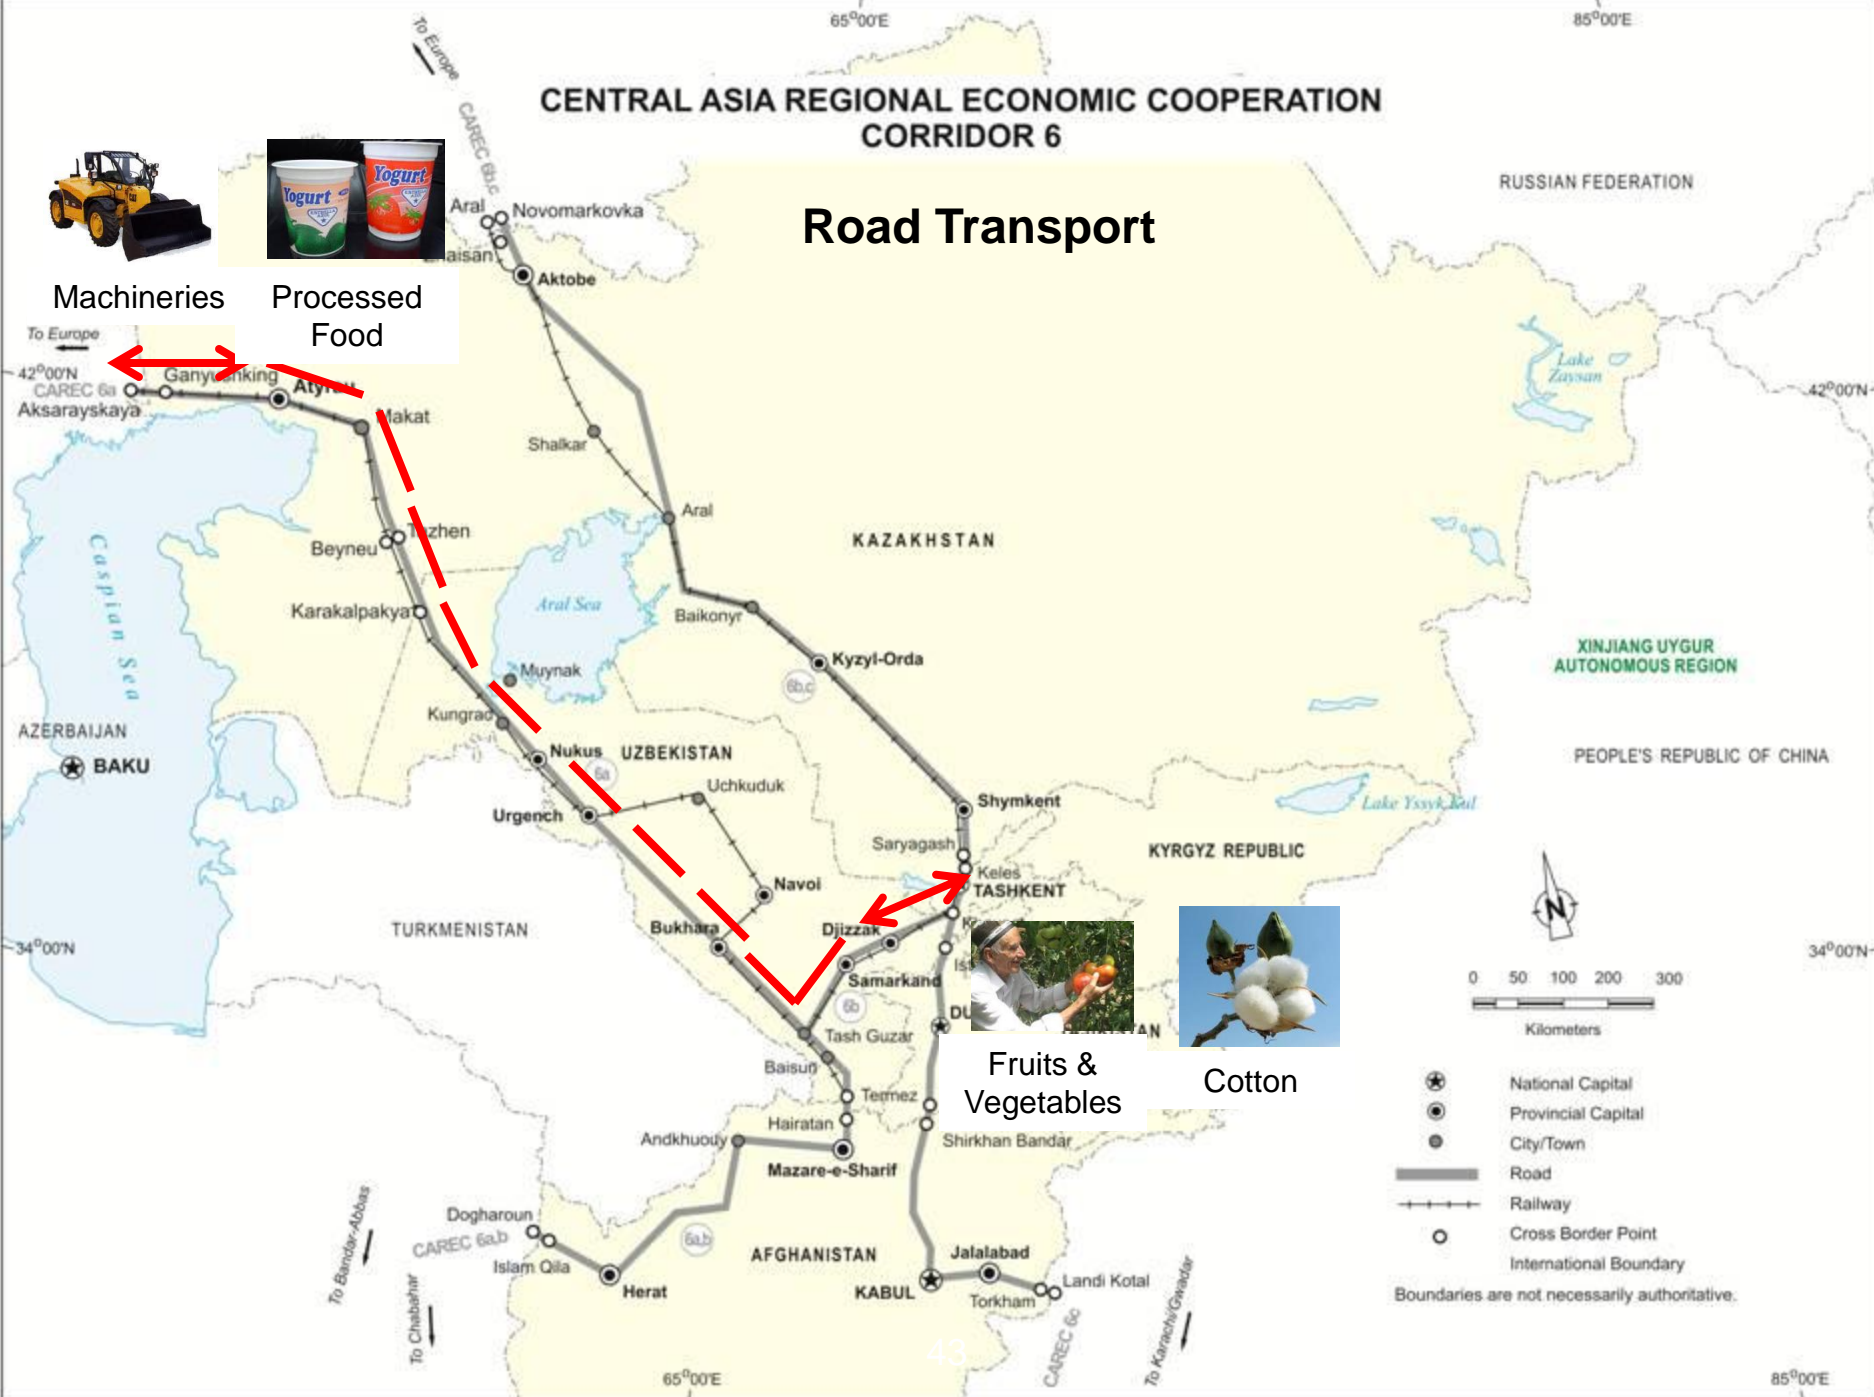 65°00'E
85°00'E
To Europe
CAREC 6b,c
CENTRAL ASIA REGIONAL ECONOMIC COOPERATION
CORRIDOR 6
Road Transport
RUSSIAN FEDERATION
Yogurt
Yogurt
Machineries
Processed
Food
Aral
Novomarkovka
Aktobe
To Europe
42°00'N
CAREC 6a
Aksarayskaya
Makat
Lake
Zaysan
42°00'N
Shalkar
Aral
Beyneu
KAZAKHSTAN
Caspian Sea
Karakalpakya
Aral Sea
Baikonyr
Kyzyl-Orda
6b,c
XINJIANG UYGUR
AUTONOMOUS REGION
Muynak
Kungrad
AZERBAIJAN
BAKU
Nukus
UZBEKISTAN
6a
PEOPLE'S REPUBLIC OF CHINA
Uchkuduk
Urgench
Shymkent
Lake Yssyk Kul
Saryagash
KYRGYZ REPUBLIC
Keles
TASHKENT
Navoi
TURKMENISTAN
Bukhara
Djizzak
34°00'N
34°00'N
N
Samarkand
6b
Tash Guzar
0 50 100 200 300
Kilometers
Baisun
Fruits &
Vegetables
Cotton
Termez
Hairatan
Andkhuouy
Mazare-e-Sharif
Shirkhan Bandar
National Capital
Provincial Capital
City/Town
Road
Railway
Cross Border Point
International Boundary
Boundaries are not necessarily authoritative.
To Bandar-Abbas
Dogharoun
CAREC 6a,b
Islam Qila
6a,b
Herat
AFGHANISTAN
Jalalabad
KABUL
Torkham
Landi Kotal
To Chabahar
CAREC 6c
To Karachi/Gwadar
43
65°00'E
85°00'E